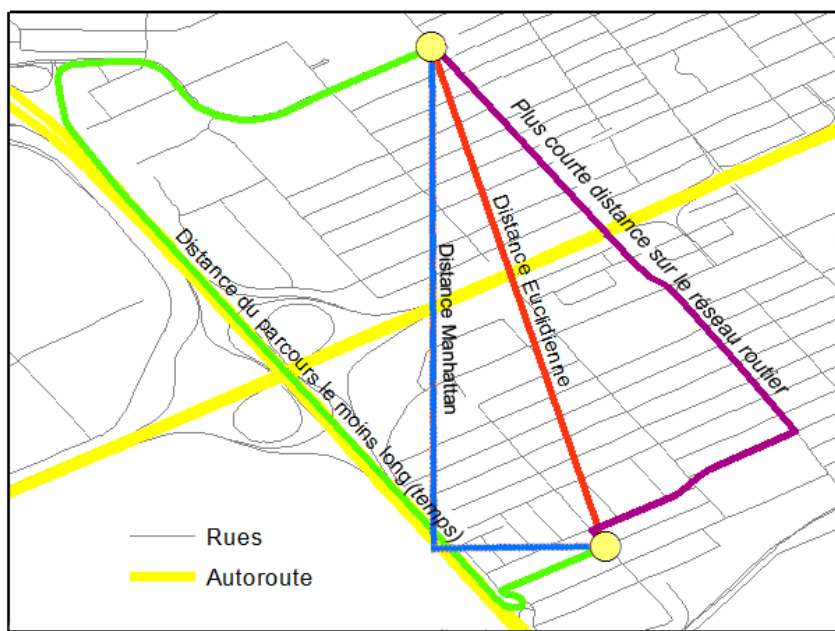 Plus courte distance sur le réseau routier
Distance Euclidienne
Distance Manhattan
Distance du parcours le moins long (temps)
Rues
Autoroute